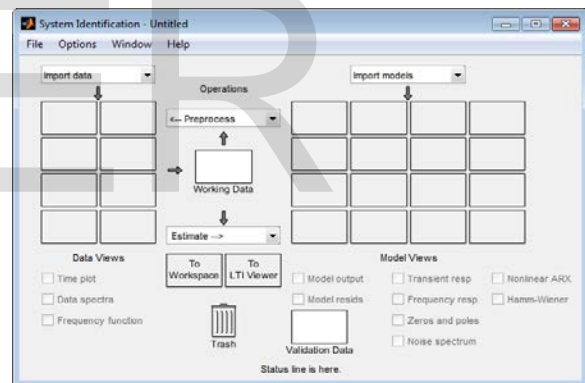 System Identification - Untitled
File Options Window Help
Import data
Operations
Import models
<-- Preprocess
Working Data
Estimate -->
Data Views
To Workspace
To LTI Viewer
Model Views
Time plot
Data spectra
Frequency function
Trash
Model output
Model resids
Validation Data
Transient resp
Frequency resp
Zeros and poles
Noise spectrum
Nonlinear ARX
Hamm-Wiener
Status line is here.
ER